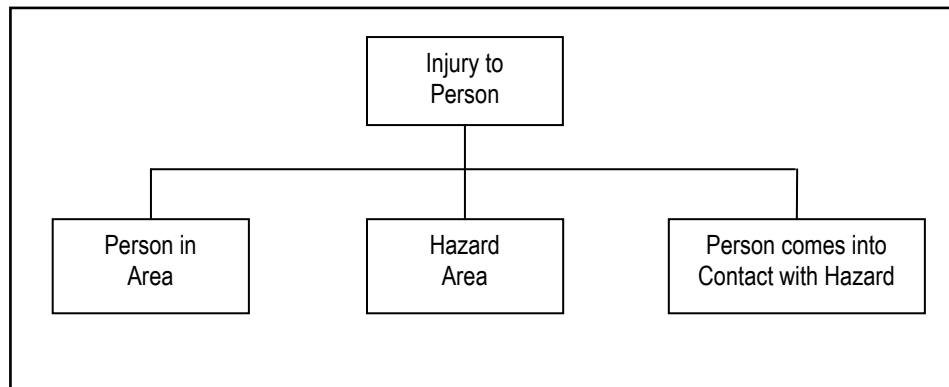 Injury to
Person
Person in
Area
Hazard
Area
Person comes into
Contact with Hazard